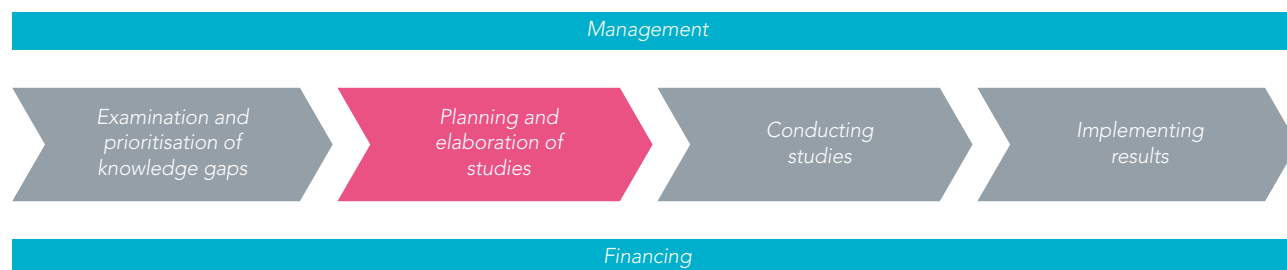 Management
Examination and
prioritisation of
knowledge gaps
Planning and
elaboration of
studies
Conducting
studies
Implementing
results
Financing